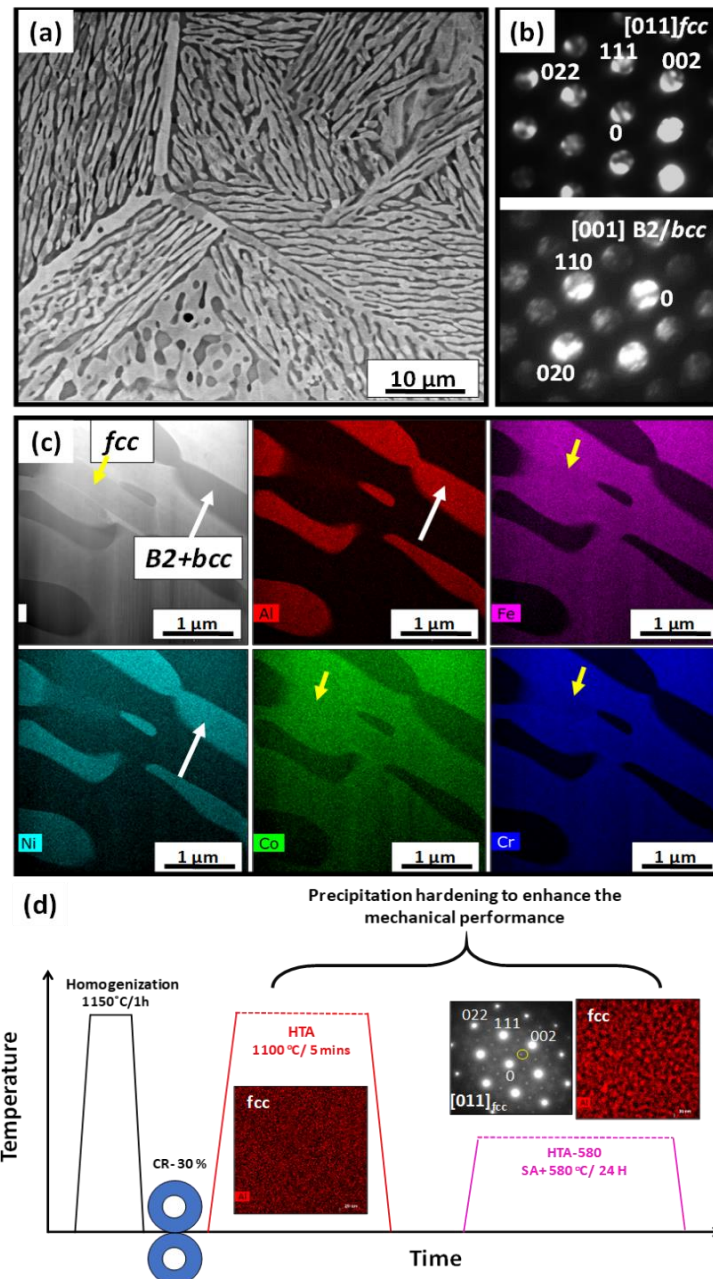 (a)
10 µm
(b)
[011]fcc
111
002
022
0
[001] B2/bcc
110
0
020
(c)
fcc
B2+bcc
1 µm
Al
1 µm
Fe
1 µm
Ni
1 µm
Co
1 µm
Cr
1 µm
(d)
Precipitation hardening to enhance the
mechanical performance
Homogenization
1150°C/1h
HTA
1100 °C/ 5 mins
fcc
Al
CR- 30 %
022
111
002
0
[011]fcc
fcc
HTA-580
SA+ 580 °C/ 24 H
Temperature
Time